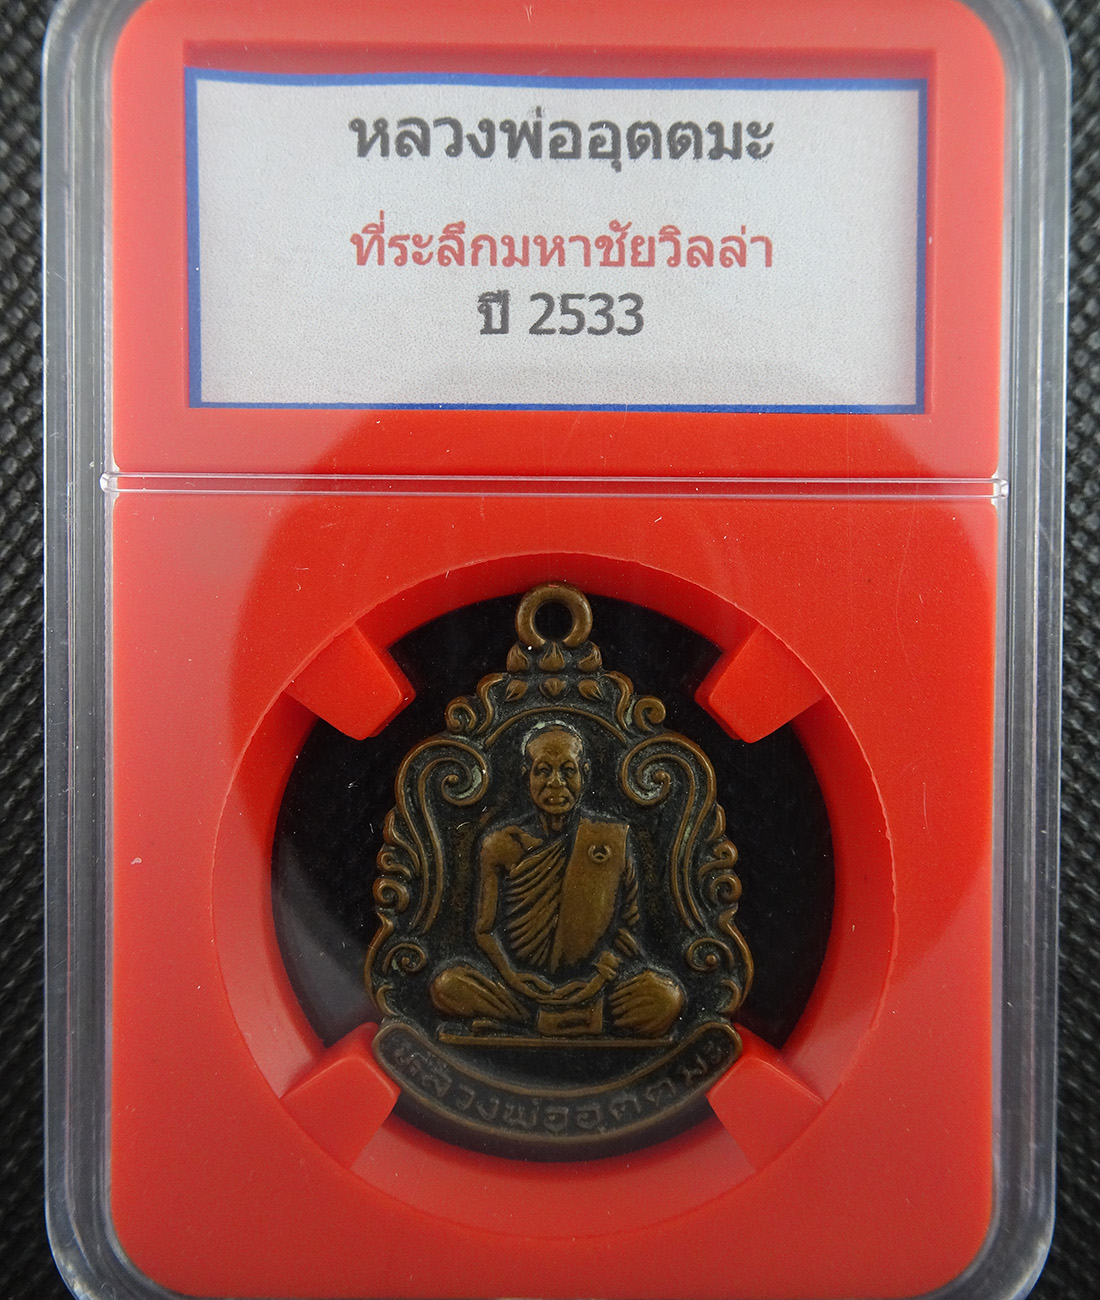 หลวงพ่ออุตตมะ
ที่ระลึกมหาชัยวิลล่า
ปี 2533
หลวงพ่ออุตตมะ